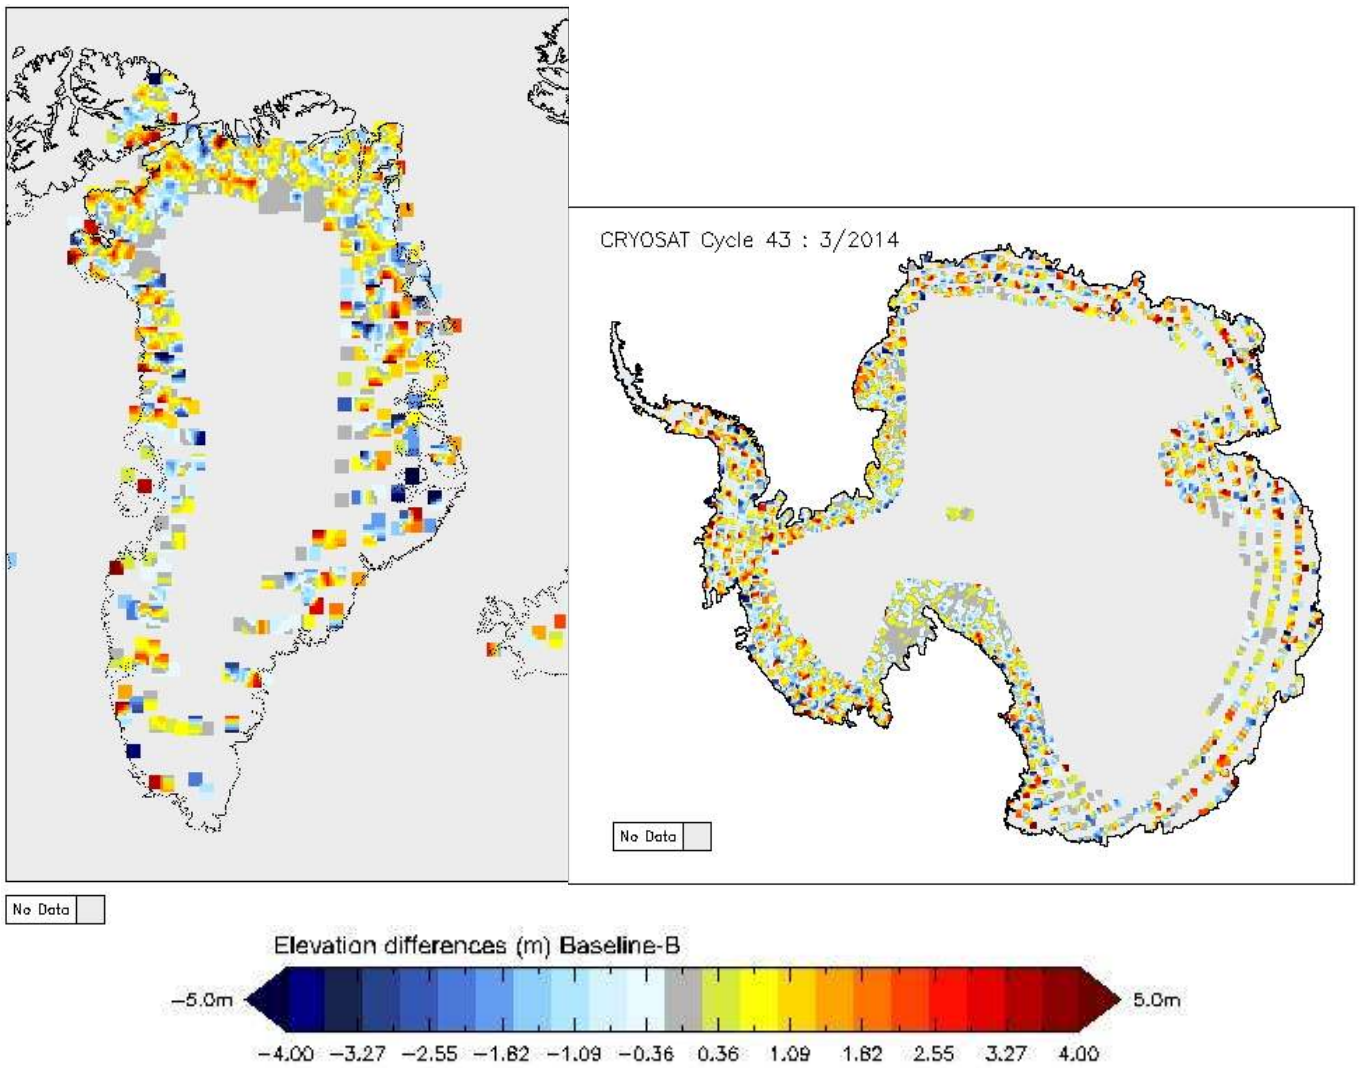 CRYOSAT Cycle 43 : 3/2014
No Data
No Data
Elevation differences (m) Baseline-B
-5.0m
5.0m
-4.00 -3.27 -2.55 -1.82 -1.09 -0.36 0.36 1.09 1.82 2.55 3.27 4.00